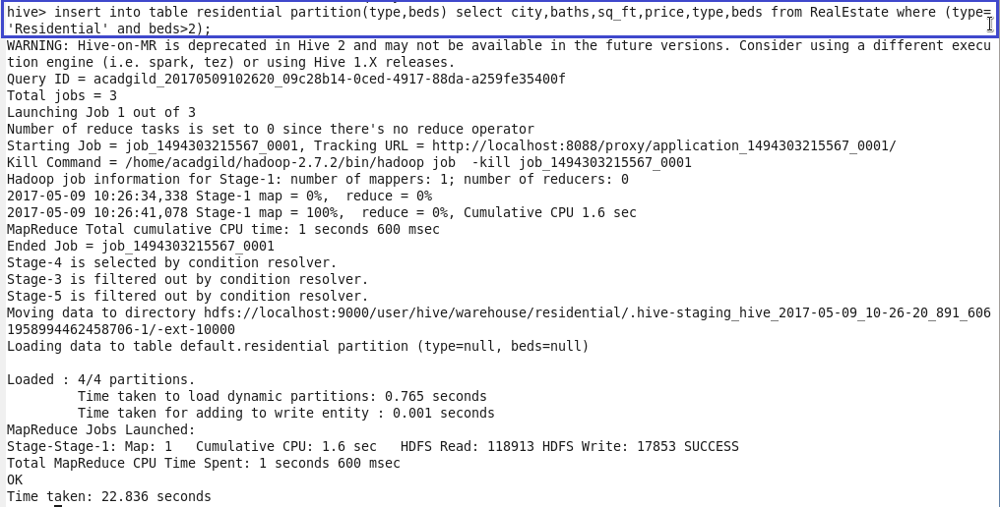 hive> insert into table residential partition(type,beds) select city,baths,sq_ft,price,type,beds from RealEstate where (type=
'Residential' and beds>2);
WARNING: Hive-on-MR is deprecated in Hive 2 and may not be available in the future versions. Consider using a different execu
tion engine (i.e. spark, tez) or using Hive 1.X releases.
Query ID = acadgild_20170509102620_09c28b14-0ced-4917-88da-a259fe35400f
Total jobs = 3
Launching Job 1 out of 3
Number of reduce tasks is set to 0 since there's no reduce operator
Starting Job = job_1494303215567_0001, Tracking URL = http://localhost:8088/proxy/application_1494303215567_0001/
Kill Command = /home/acadgild/hadoop-2.7.2/bin/hadoop job  -kill job_1494303215567_0001
Hadoop job information for Stage-1: number of mappers: 1; number of reducers: 0
2017-05-09 10:26:34,338 Stage-1 map = 0%,  reduce = 0%
2017-05-09 10:26:41,078 Stage-1 map = 100%,  reduce = 0%, Cumulative CPU 1.6 sec
MapReduce Total cumulative CPU time: 1 seconds 600 msec
Ended Job = job_1494303215567_0001
Stage-4 is selected by condition resolver.
Stage-3 is filtered out by condition resolver.
Stage-5 is filtered out by condition resolver.
Moving data to directory hdfs://localhost:9000/user/hive/warehouse/residential/.hive-staging_hive_2017-05-09_10-26-20_891_606
1958994462458706-1/-ext-10000
Loading data to table default.residential partition (type=null, beds=null)
Loaded : 4/4 partitions.
Time taken to load dynamic partitions: 0.765 seconds
Time taken for adding to write entity : 0.001 seconds
MapReduce Jobs Launched:
Stage-Stage-1: Map: 1   Cumulative CPU: 1.6 sec   HDFS Read: 118913 HDFS Write: 17853 SUCCESS
Total MapReduce CPU Time Spent: 1 seconds 600 msec
OK
Time taken: 22.836 seconds